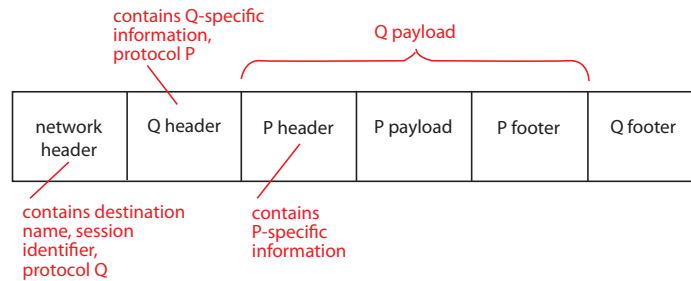 contains Q-specific
information,
protocol P
Q payload
network
header
Q header
P header
P payload
P footer
Q footer
contains destination
name, session
identifier,
protocol Q
contains
P-specific
information